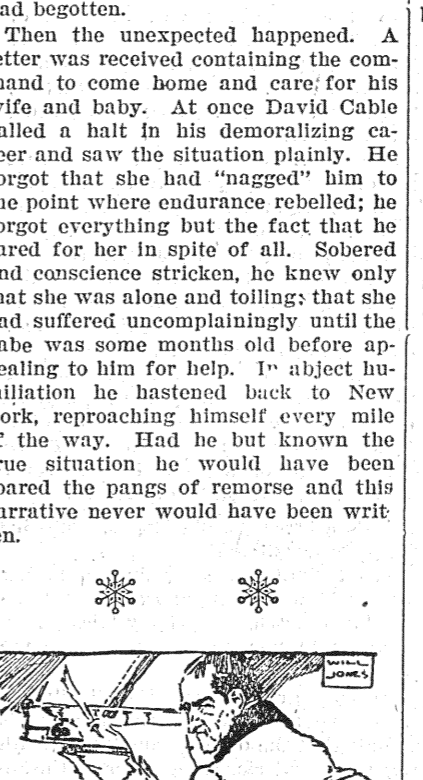 ad begotten.
Then the unexpected happened. A
etter was received containing the com-
mand to come home and care for his
wife and baby. At once David Cable
alled a halt in his demoralizing ca-
eer and saw the situation plainly. He
orgot that she had "nagged" him to
he point where endurance rebelled; he
orgot everything but the fact that he
ared for her in spite of all. Sobered
nd conscience stricken, he knew only
hat she was alone and toiling; that she
ad suffered uncomplainingly until the
abe was some months old before ap-
ealing to him for help. In abject hu-
miliation he hastened back to New
ork, reproaching himself every mile
f the way. Had he but known the
rue situation he would have been
pared the pangs of remorse and this
arrative never would have been writ-
en.
WILL
JONES